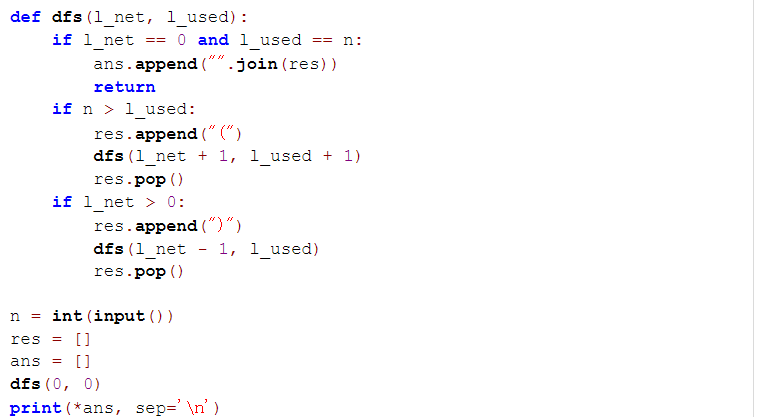 def dfs(l_net, l_used):
    if l_net == 0 and l_used == n:
        ans.append("".join(res))
        return
    if n > l_used:
        res.append("(")
        dfs(l_net + 1, l_used + 1)
        res.pop()
    if l_net > 0:
        res.append(")")
        dfs(l_net - 1, l_used)
        res.pop()

n = int(input())
res = []
ans = []
dfs(0, 0)
print(*ans, sep='\n')